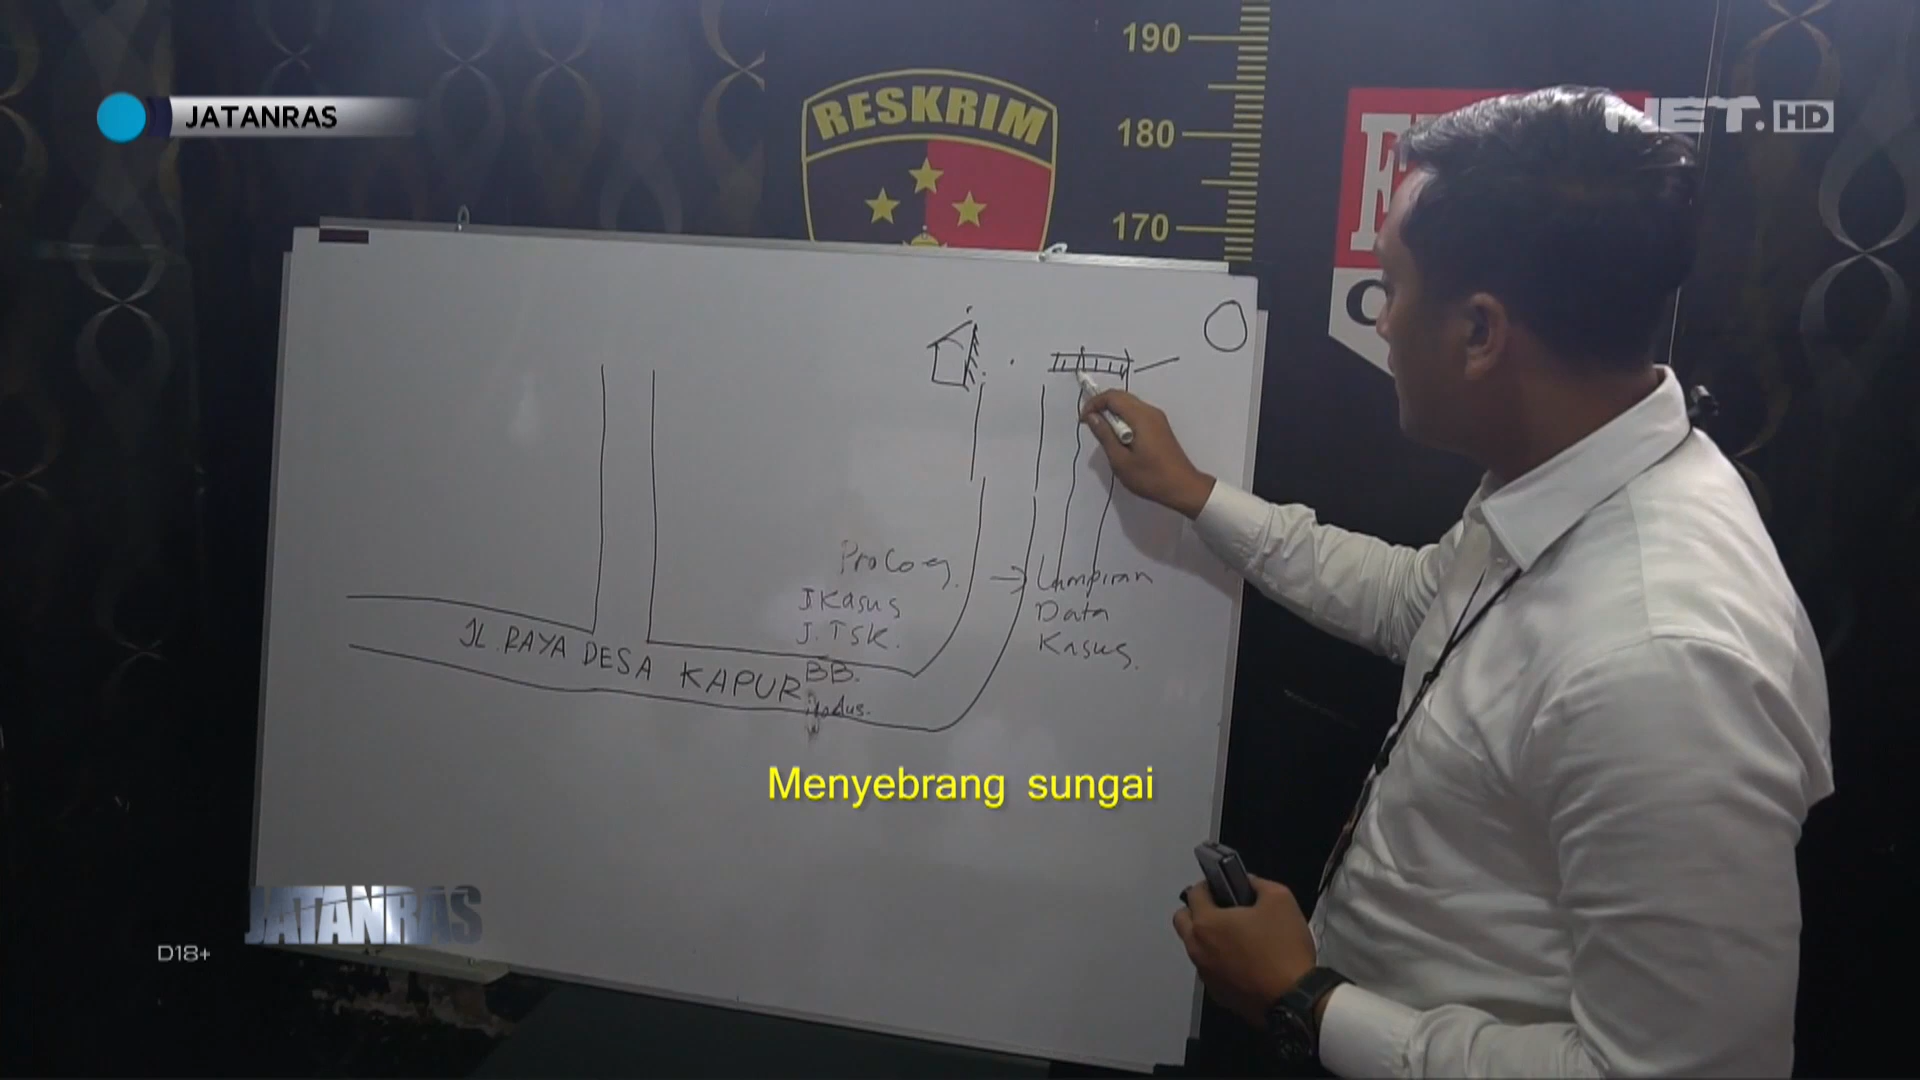 JATANRAS
NET. HD
RESKRIM
190
180
170
Lampiran
Data
Kasus.
Kasus
J. TSK.
BB.
JL. RAYA DESA KAPUR
Menyebrang sungai
JATANRAS
D18+